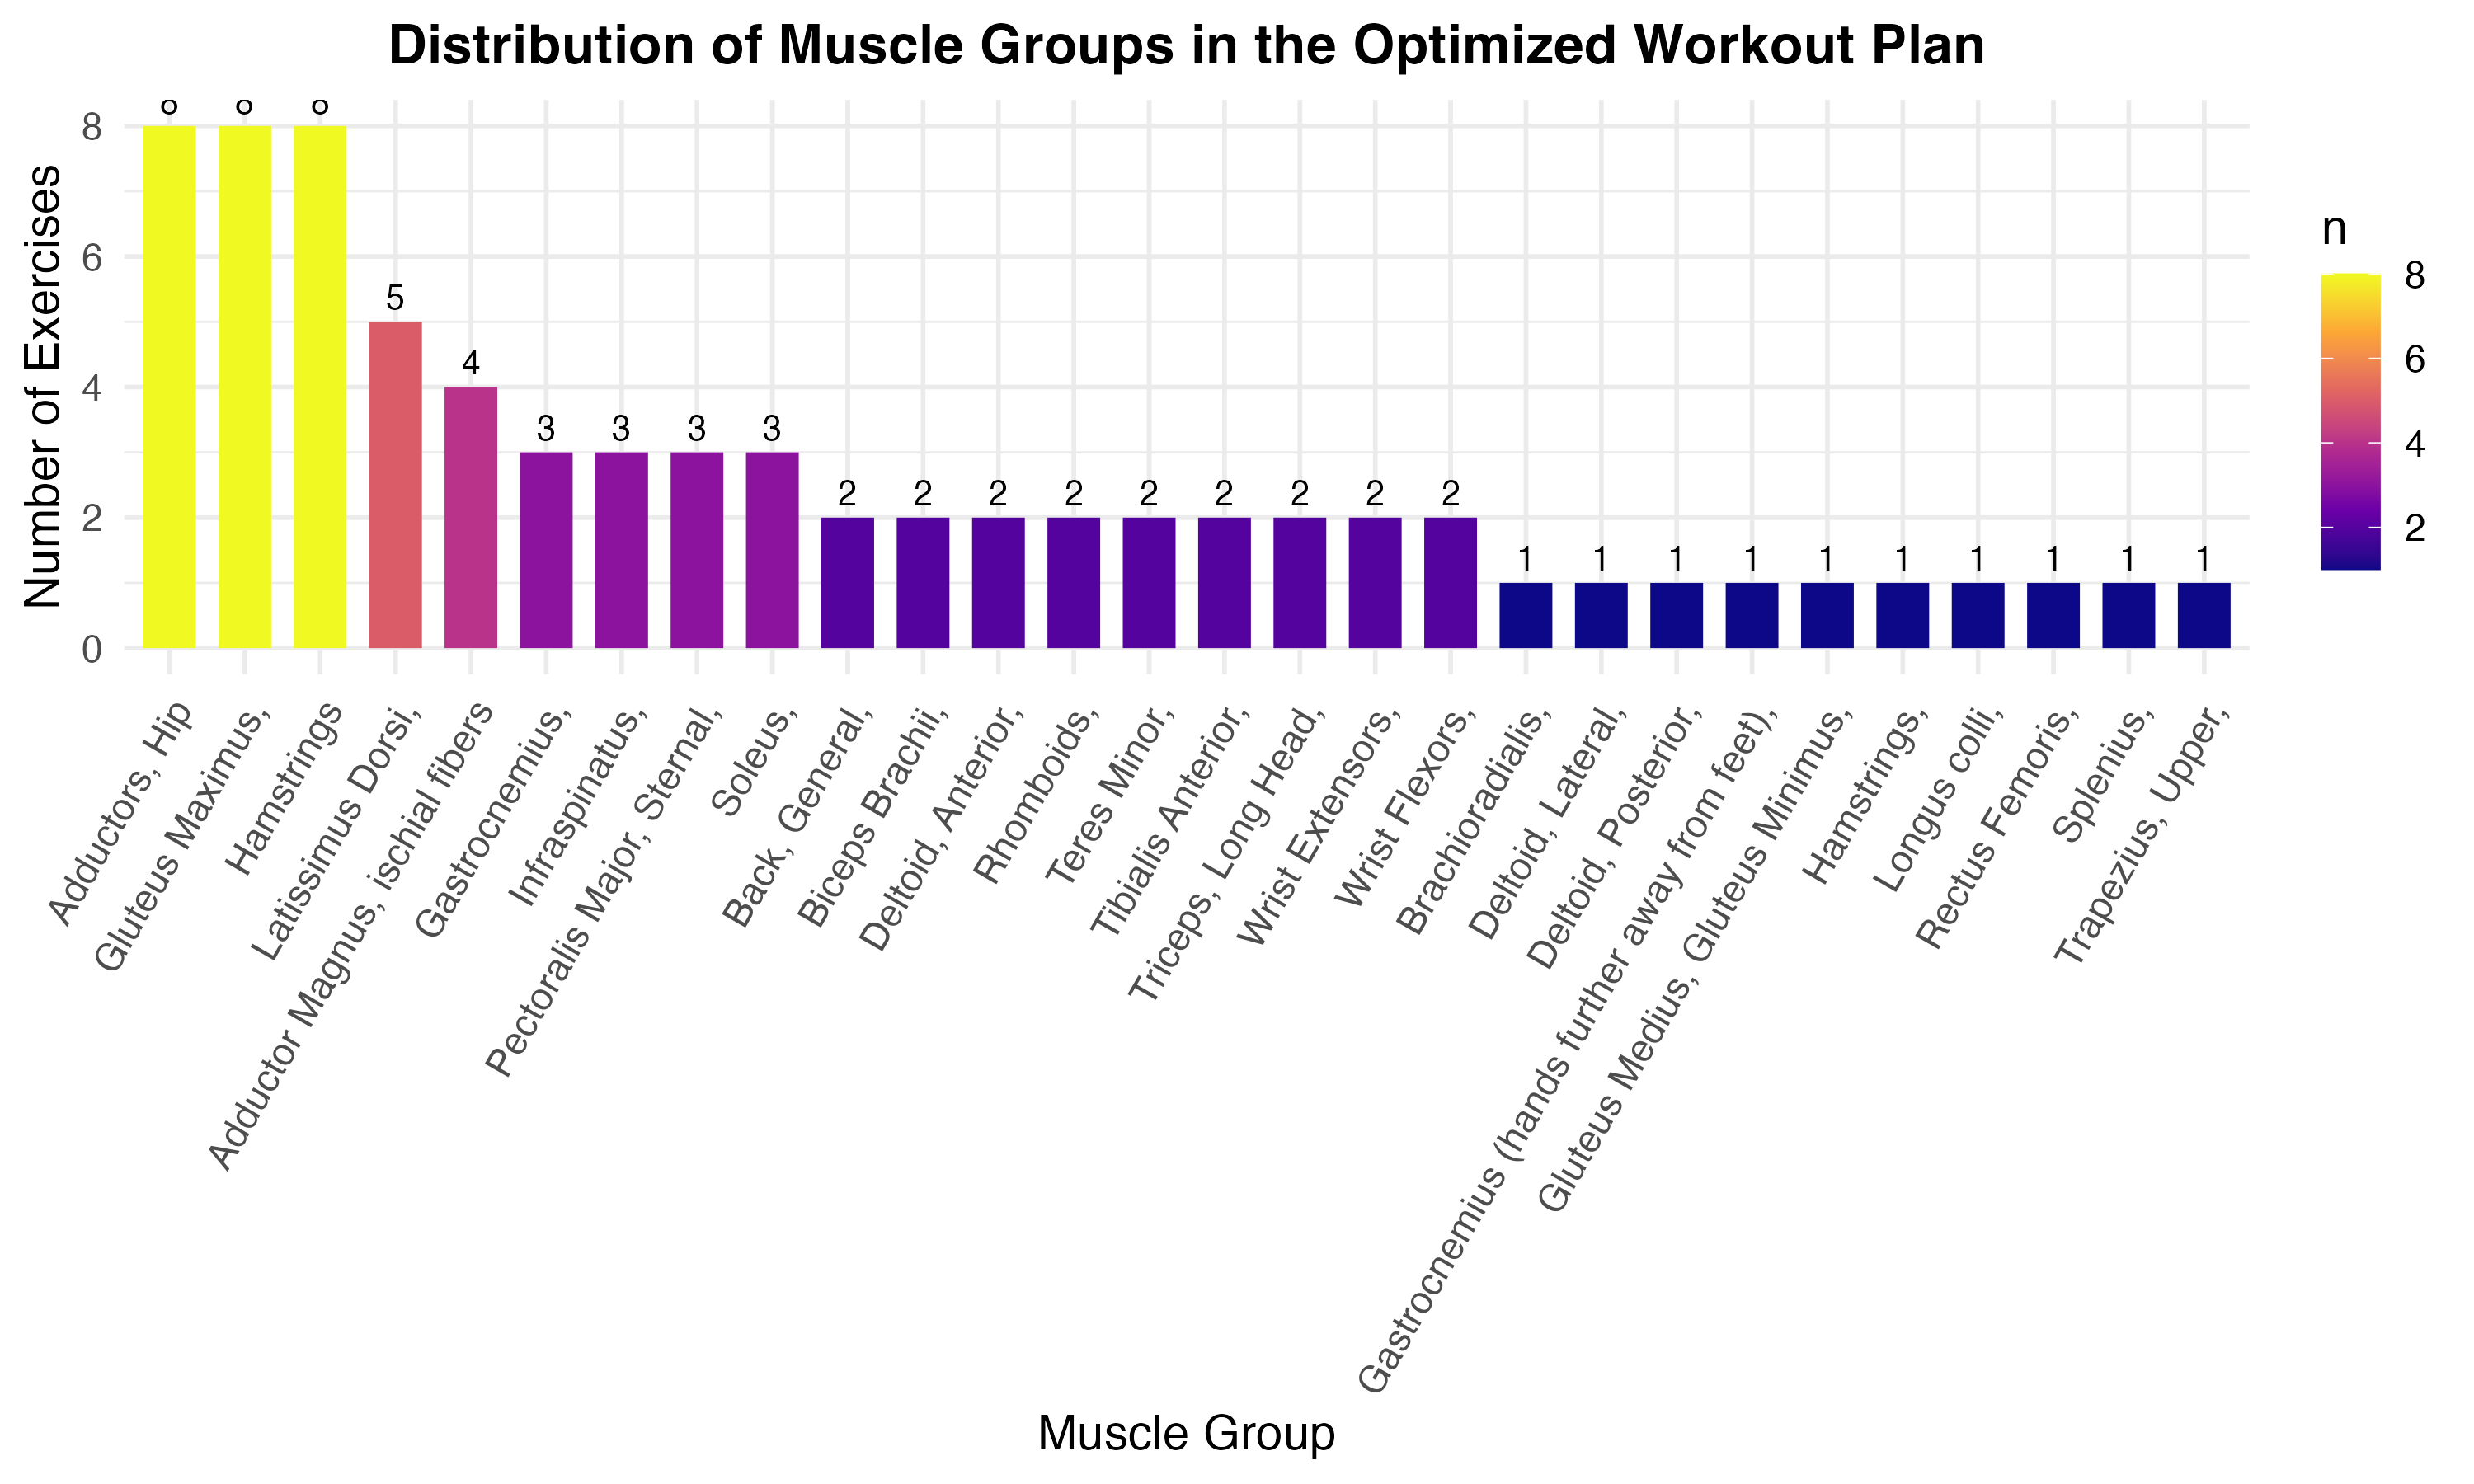 Distribution of Muscle Groups in the Optimized Workout Plan
Number of Exercises
8
6
4
2
0
8 8 8 5 4 3 3 3 3 2 2 2 2 2 2 2 2 2 1 1 1 1 1 1 1 1 1 1
Adductors, Hip
Gluteus Maximus,
Hamstrings
Latissimus Dorsi,
Adductor Magnus, ischial fibers
Gastrocnemius,
Infraspinatus,
Pectoralis Major, Sternal,
Soleus,
Back, General,
Biceps Brachii,
Deltoid, Anterior,
Rhomboids,
Teres Minor,
Tibialis Anterior,
Triceps, Long Head,
Wrist Extensors,
Wrist Flexors,
Brachioradialis,
Deltoid, Lateral,
Deltoid, Posterior,
Gastrocnemius (hands further away from feet),
Gluteus Medius, Gluteus Minimus,
Hamstrings,
Longus colli,
Rectus Femoris,
Splenius,
Trapezius, Upper,
Muscle Group
n
8
6
4
2